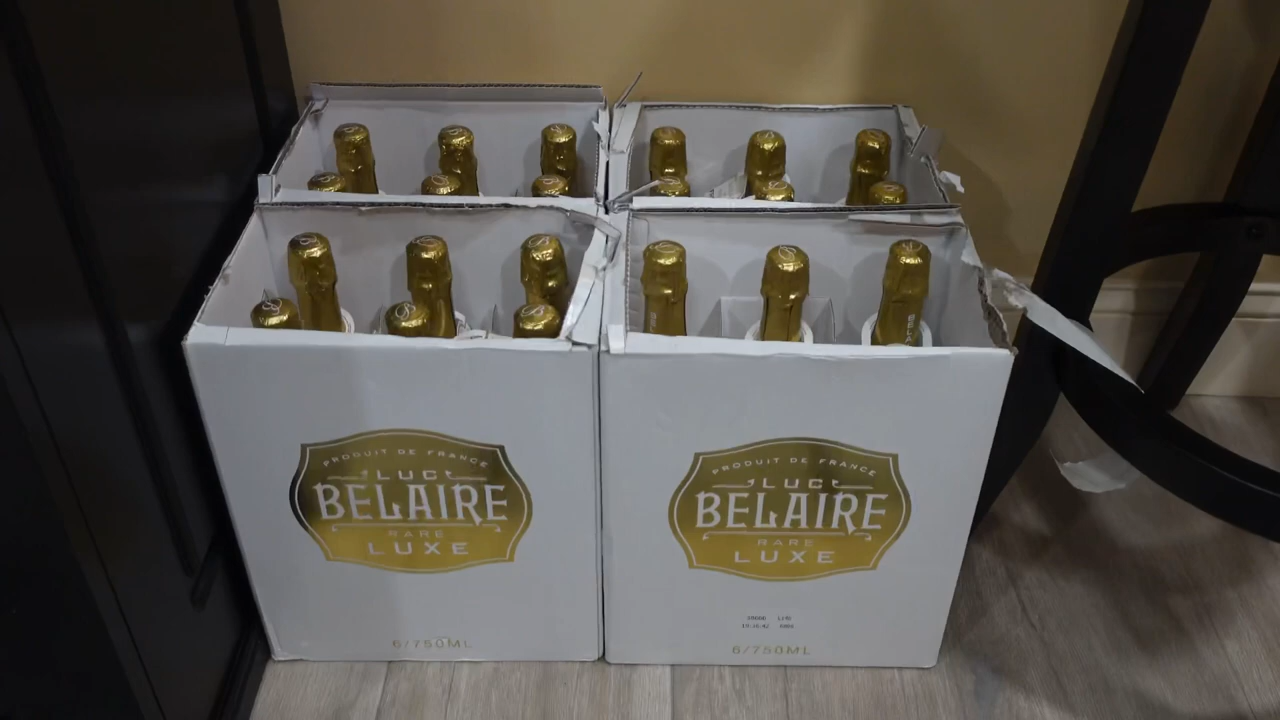 PRODUIT DE FRANCE
LUC
BELAIRE
RARE
LUXE
6/750ML
PRODUIT DE FRANCE
LUC
BELAIRE
RARE
LUXE
6/750ML